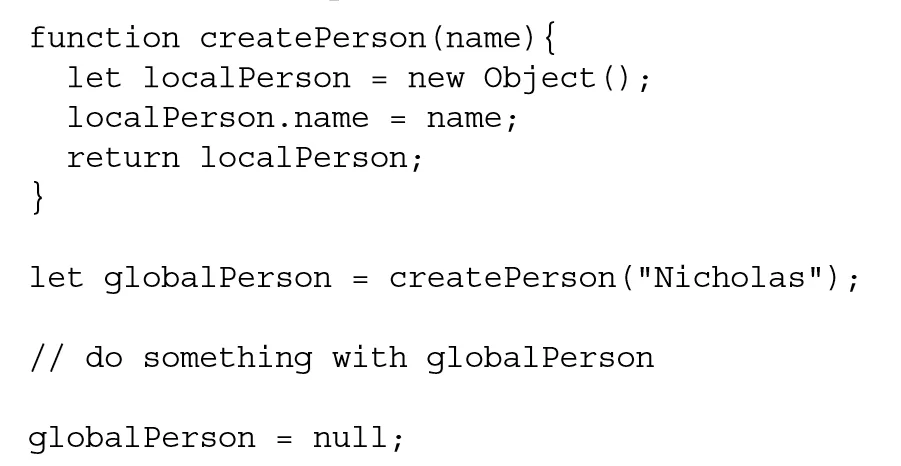 function createPerson(name){
  let localPerson = new Object();
  localPerson.name = name;
  return localPerson;
}
let globalPerson = createPerson("Nicholas");
// do something with globalPerson
globalPerson = null;